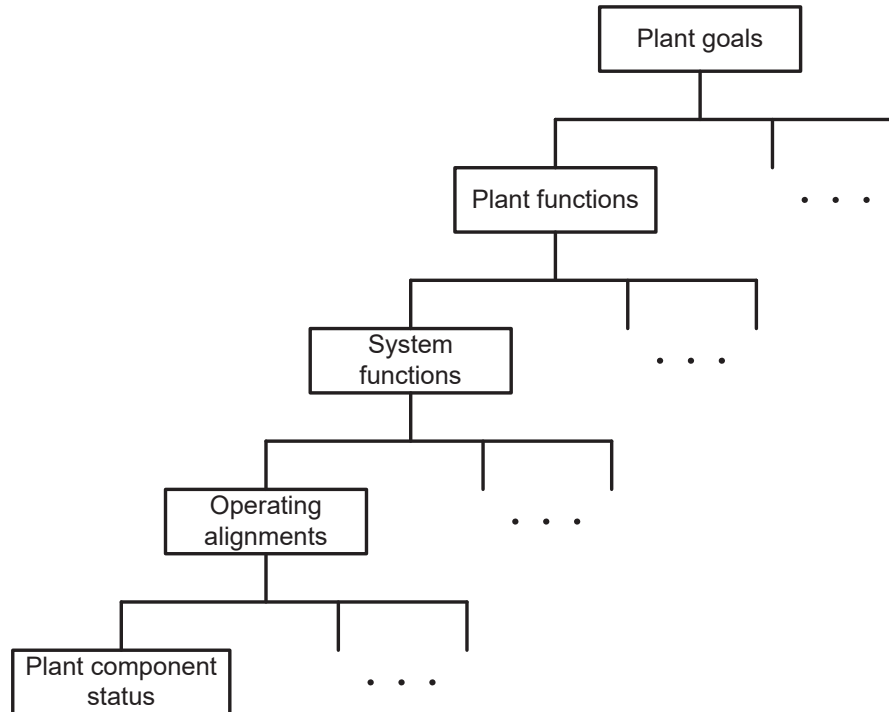 Plant goals
Plant functions
. . .
System
functions
. . .
Operating
alignments
. . .
Plant component
status
. . .